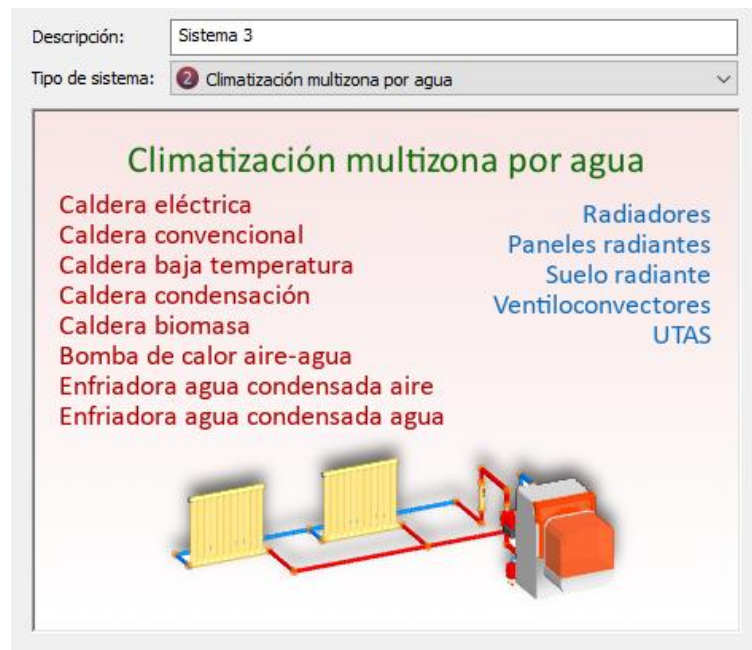 Descripción: Sistema 3
Tipo de sistema: 2 Climatización multizona por agua
Climatización multizona por agua
Caldera eléctrica
Caldera convencional
Caldera baja temperatura
Caldera condensación
Caldera biomasa
Bomba de calor aire-agua
Enfriadora agua condensada aire
Enfriadora agua condensada agua
Radiadores
Paneles radiantes
Suelo radiante
Ventiloconvectores
UTAS